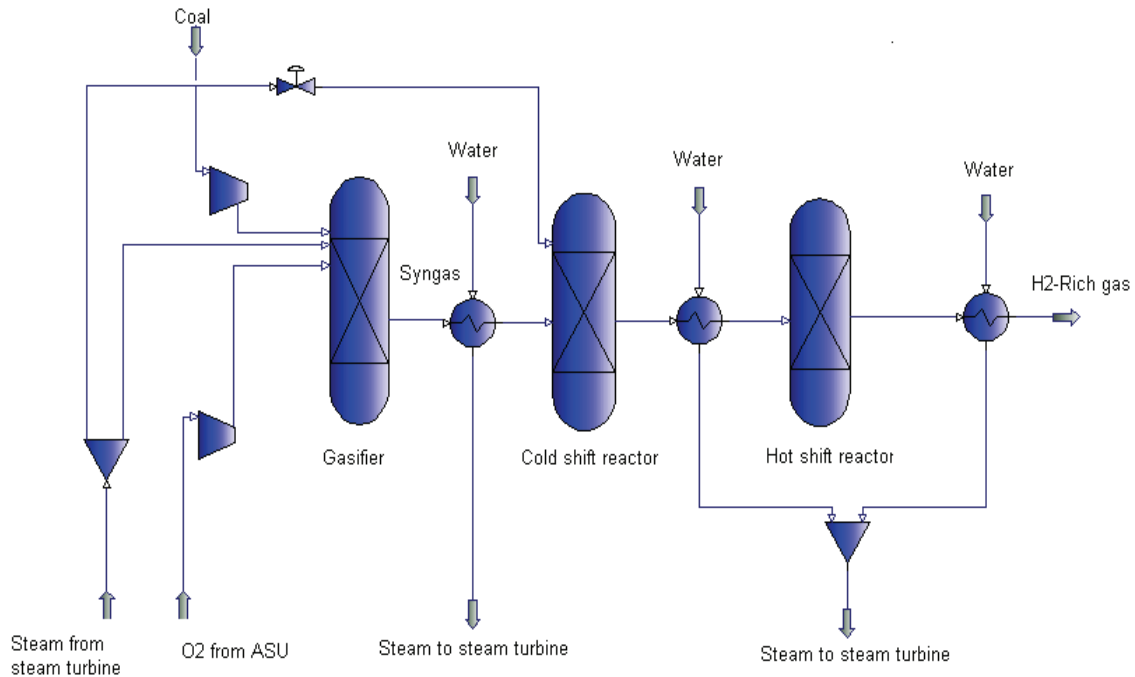 Coal
Water
Water
Water
Syngas
H2-Rich gas
Gasifier
Cold shift reactor
Hot shift reactor
Steam from
steam turbine
O2 from ASU
Steam to steam turbine
Steam to steam turbine